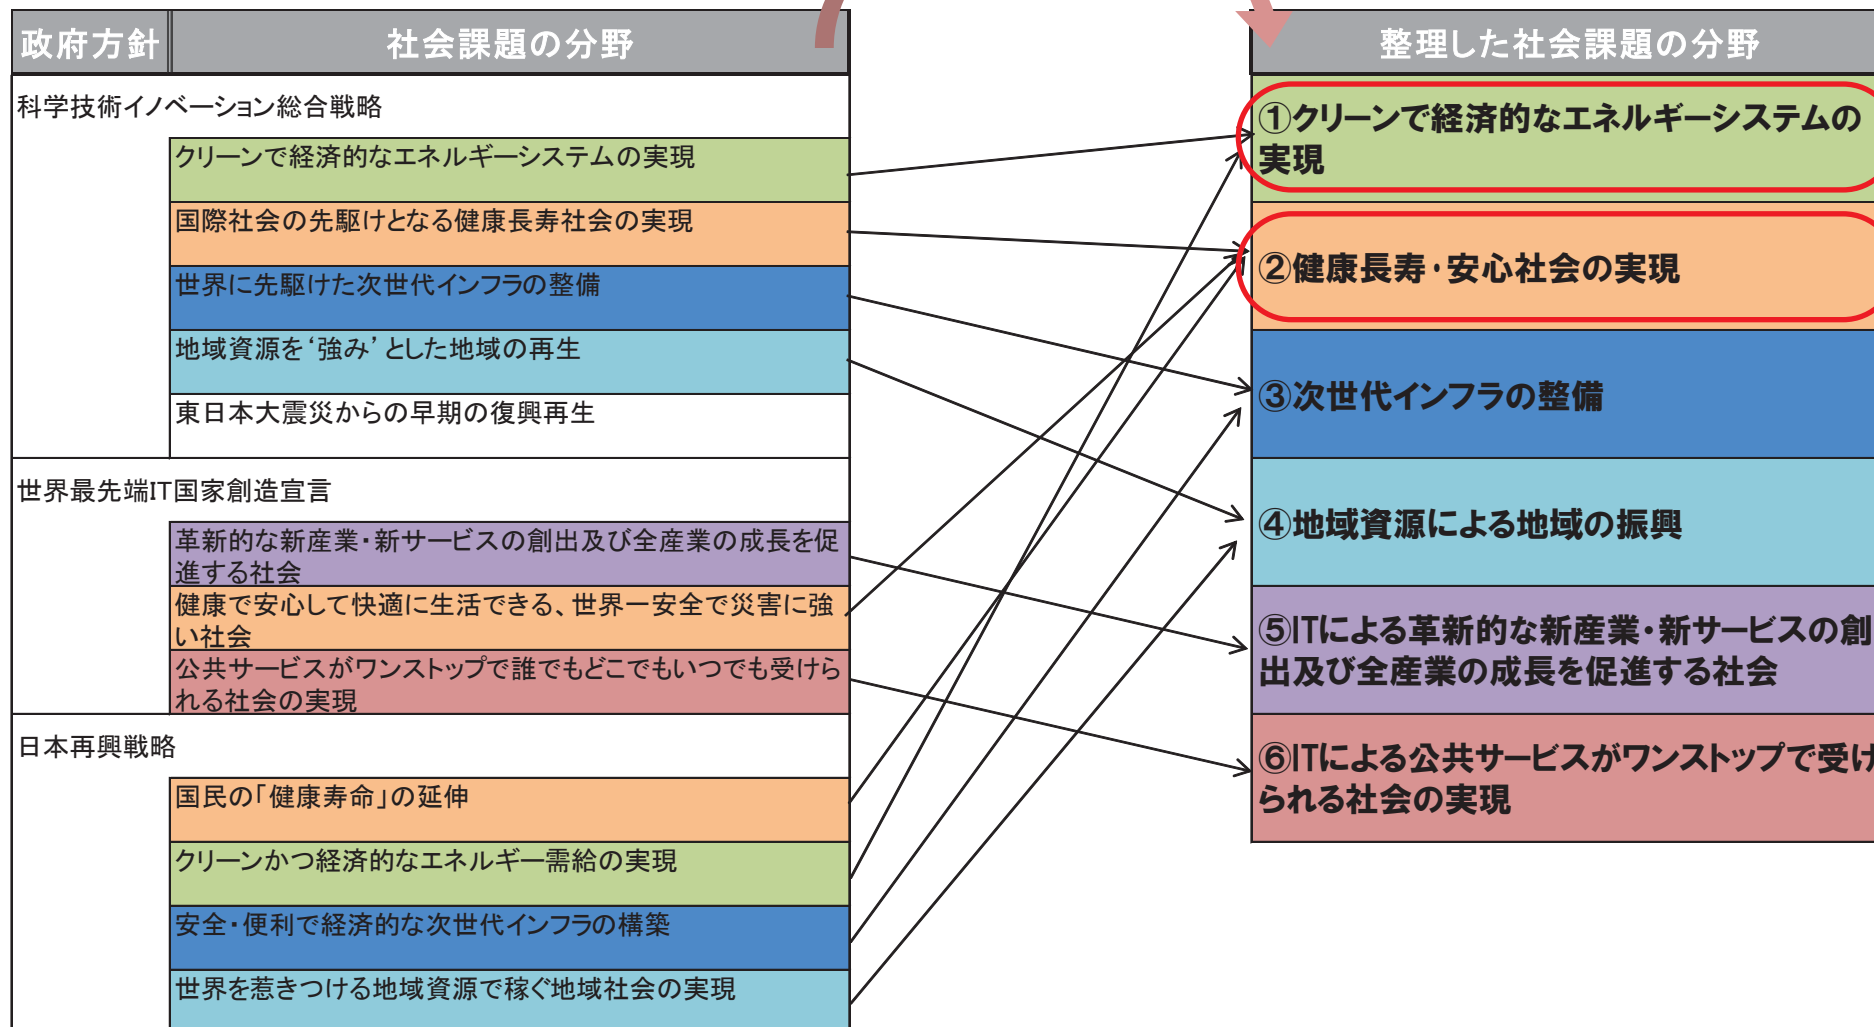 政府方針
社会課題の分野
科学技術イノベーション総合戦略
クリーンで経済的なエネルギーシステムの実現
国際社会の先駆けとなる健康長寿社会の実現
世界に先駆けた次世代インフラの整備
地域資源を‘強み’とした地域の再生
東日本大震災からの早期の復興再生
世界最先端IT国家創造宣言
革新的な新産業・新サービスの創出及び全産業の成長を促
進する社会
健康で安心して快適に生活できる、世界一安全で災害に強
い社会
公共サービスがワンストップで誰でもどこでもいつでも受けら
れる社会の実現
日本再興戦略
国民の「健康寿命」の延伸
クリーンかつ経済的なエネルギー需給の実現
安全・便利で経済的な次世代インフラの構築
世界を惹きつける地域資源で稼ぐ地域社会の実現
整理した社会課題の分野
①クリーンで経済的なエネルギーシステムの
実現
②健康長寿・安心社会の実現
③次世代インフラの整備
④地域資源による地域の振興
⑤ITによる革新的な新産業・新サービスの創
出及び全産業の成長を促進する社会
⑥ITによる公共サービスがワンストップで受け
られる社会の実現